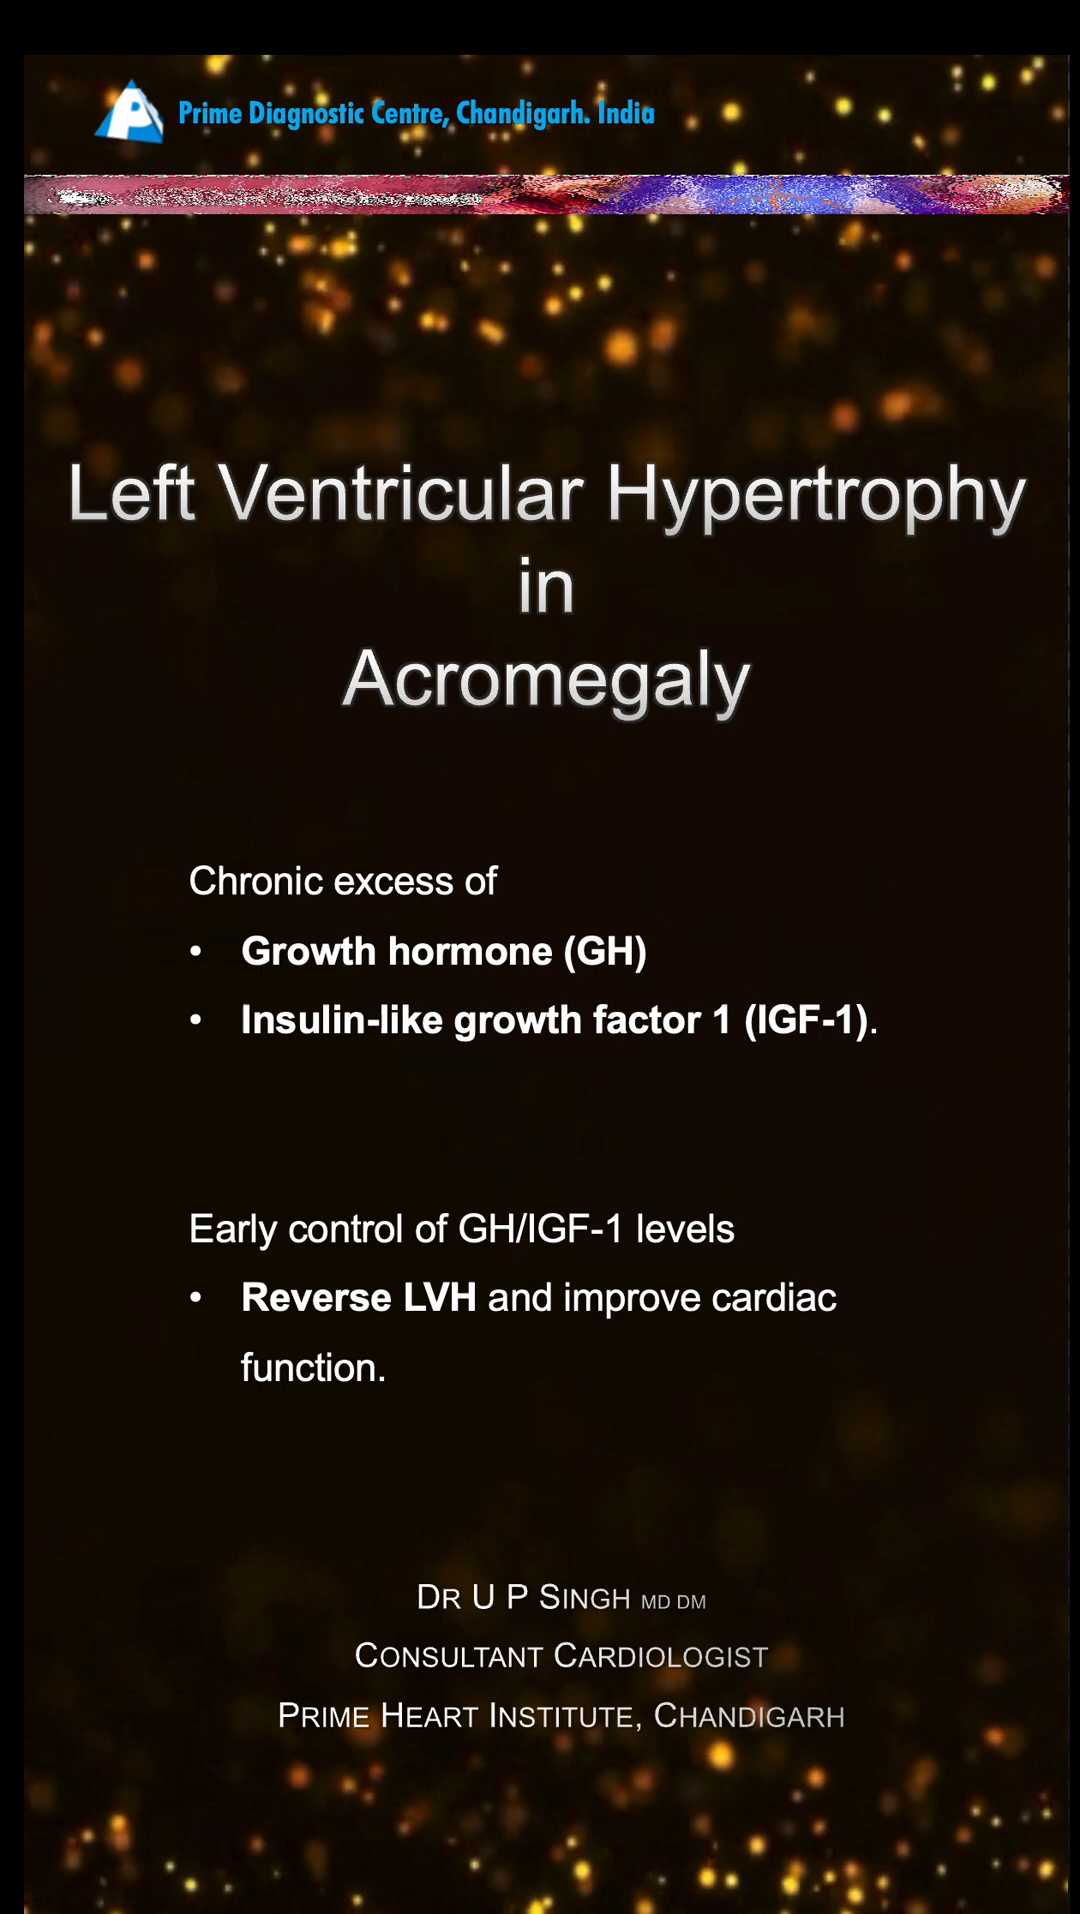 Prime Diagnostic Centre, Chandigarh. India
Left Ventricular Hypertrophy
in
Acromegaly
Chronic excess of
• Growth hormone (GH)
• Insulin-like growth factor 1 (IGF-1).
Early control of GH/IGF-1 levels
• Reverse LVH and improve cardiac
function.
DR U P SINGH MD DM
CONSULTANT CARDIOLOGIST
PRIME HEART INSTITUTE, CHANDIGARH